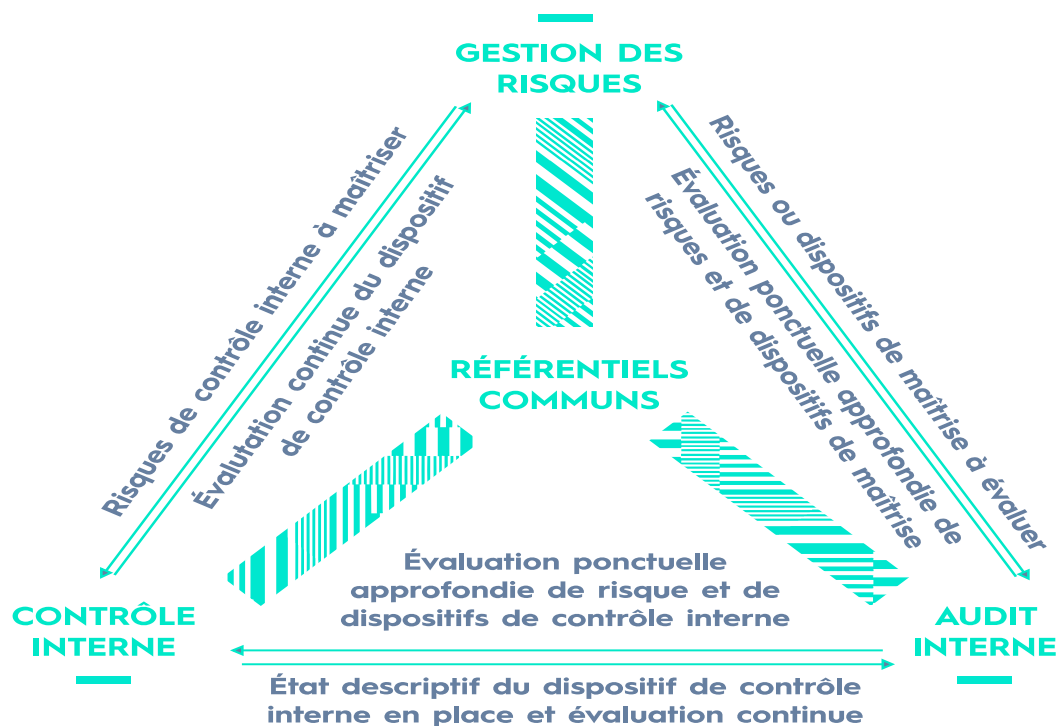 GESTION DES
RISQUES
Risques de contrôle interne à maîtriser
Évalutation continue du dispositif
de contrôle interne
Risques ou dispositifs de maîtrise à évaluer
Évaluation ponctuelle approfondie de
risques et de dispositifs de maîtrise
RÉFÉRENTIELS
COMMUNS
Évaluation ponctuelle
approfondie de risque et de
dispositifs de contrôle interne
CONTRÔLE
INTERNE
AUDIT
INTERNE
État descriptif du dispositif de contrôle
interne en place et évaluation continue